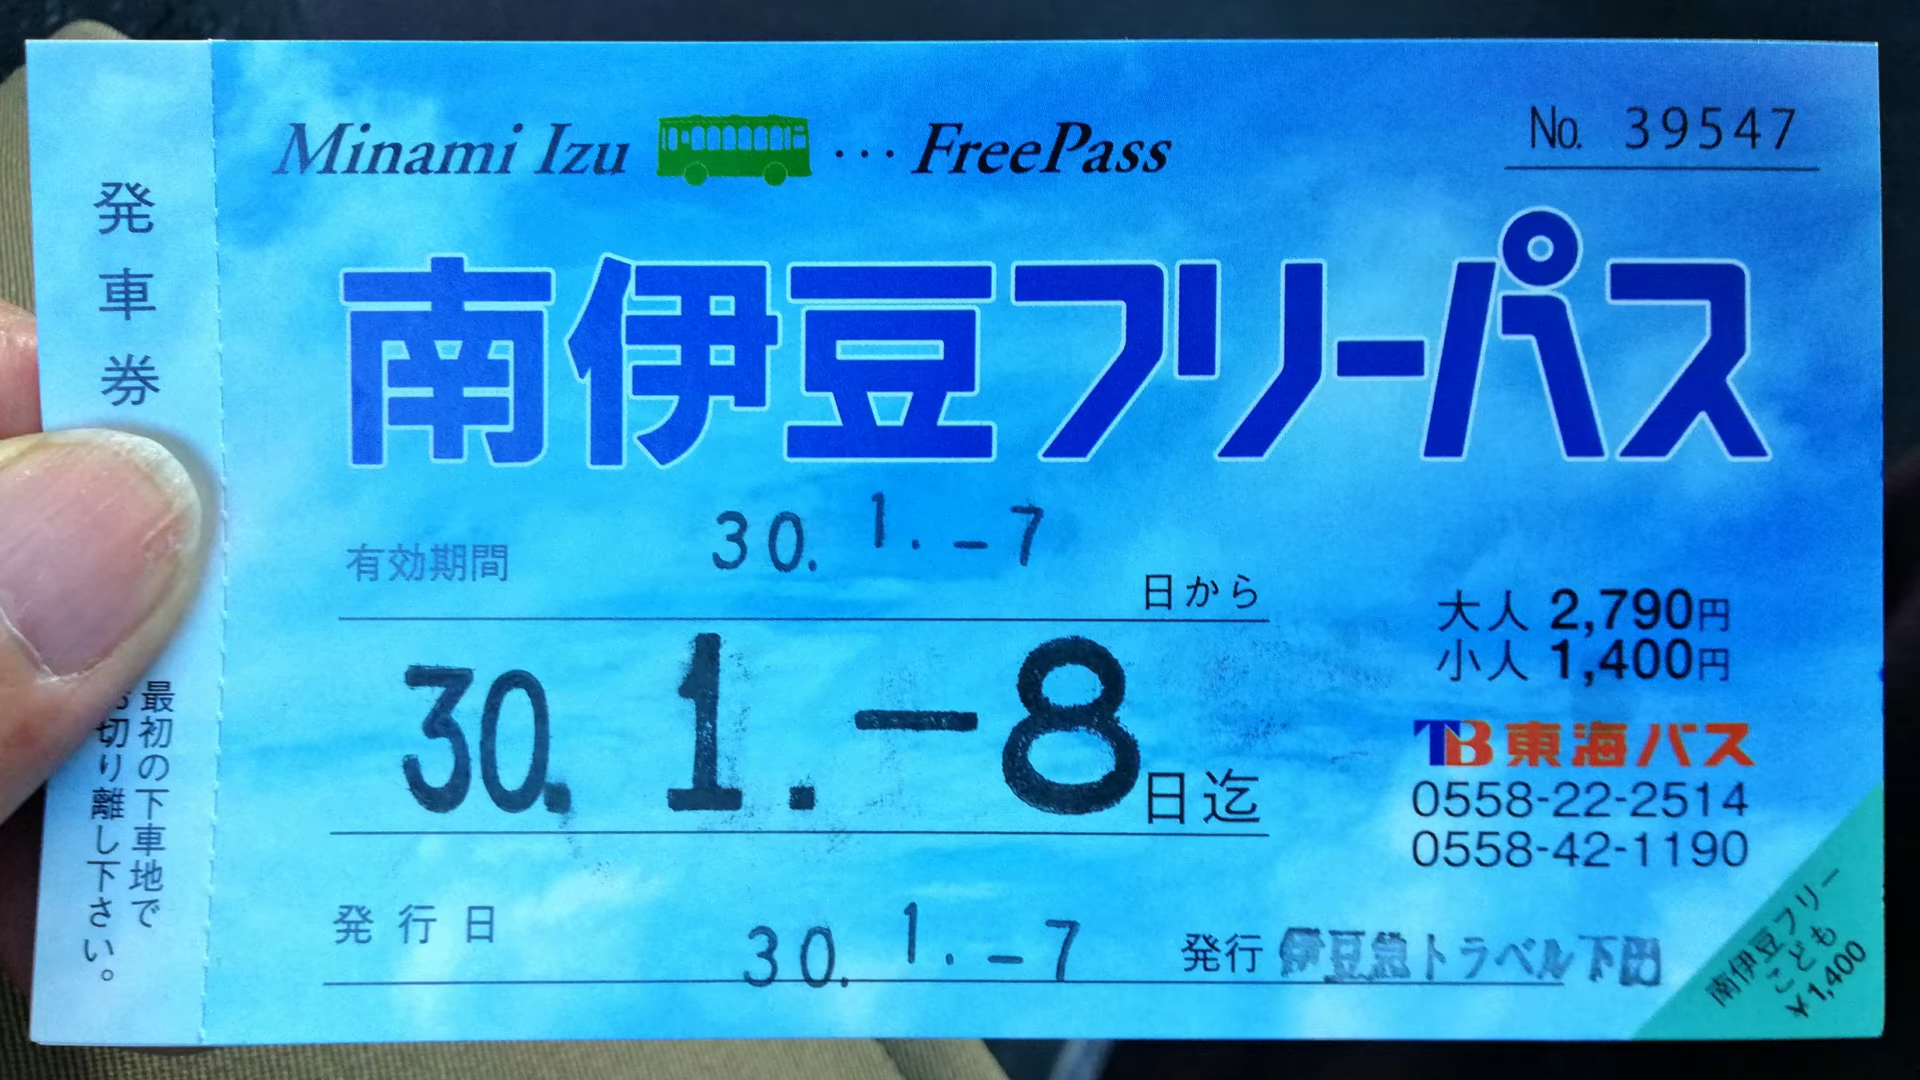 発車券
最初の下車地で
お切り離し下さい。
Minami Izu ･･･ FreePass
No. 39547
南伊豆フリーパス
有効期間 30. 1. -7 日から
30. 1. -8 日迄
大人 2,790円
小人 1,400円
TB 東海バス
0558-22-2514
0558-42-1190
発行日 30. 1. -7 発行 伊豆急トラベル下田
南伊豆フリー
こども
¥1,400